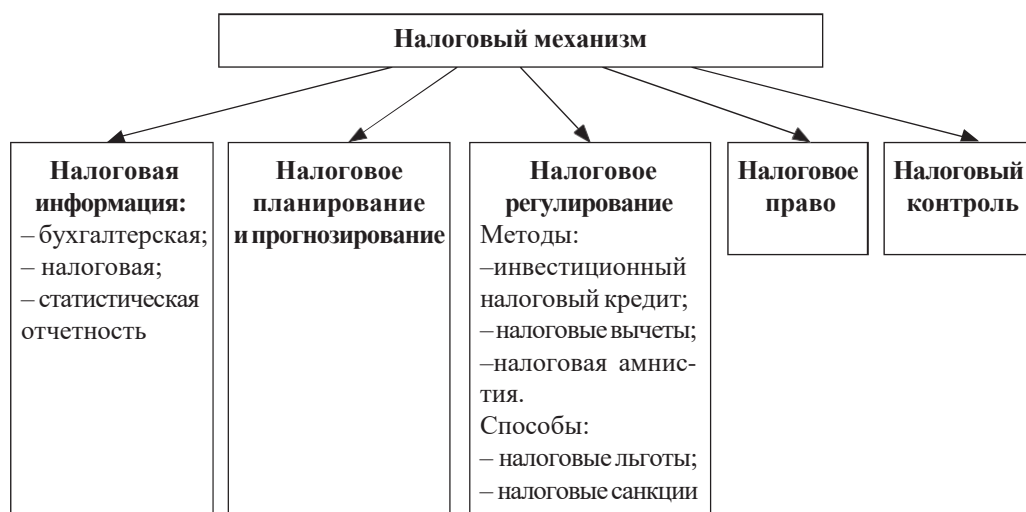 Налоговый механизм
Налоговая
информация:
– бухгалтерская;
– налоговая;
– статистическая
отчетность
Налоговое
планирование
и прогнозирование
Налоговое
регулирование
Методы:
–инвестиционный
налоговый кредит;
– налоговые вычеты;
–налоговая амнис-
тия.
Способы:
– налоговые льготы;
– налоговые санкции
Налоговое
право
Налоговый
контроль